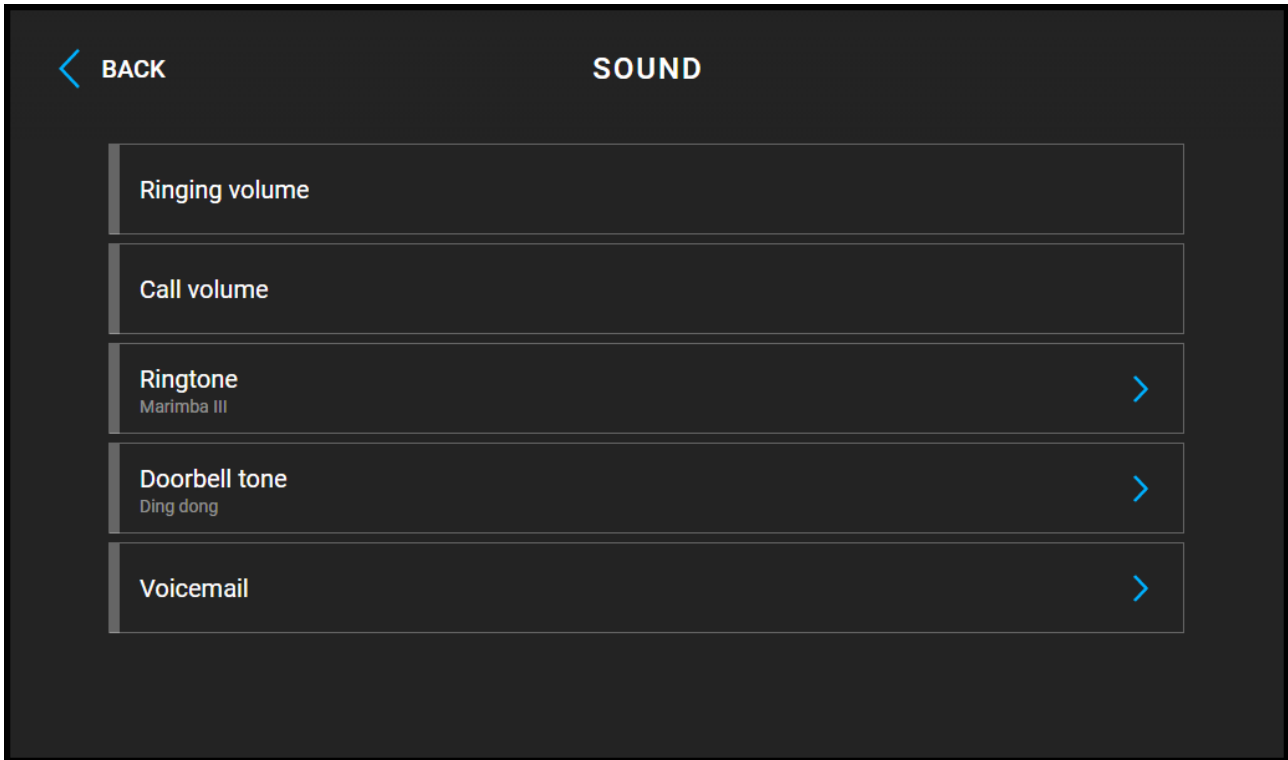 BACK
SOUND
Ringing volume
Call volume
Ringtone
Marimba III
Doorbell tone
Ding dong
Voicemail